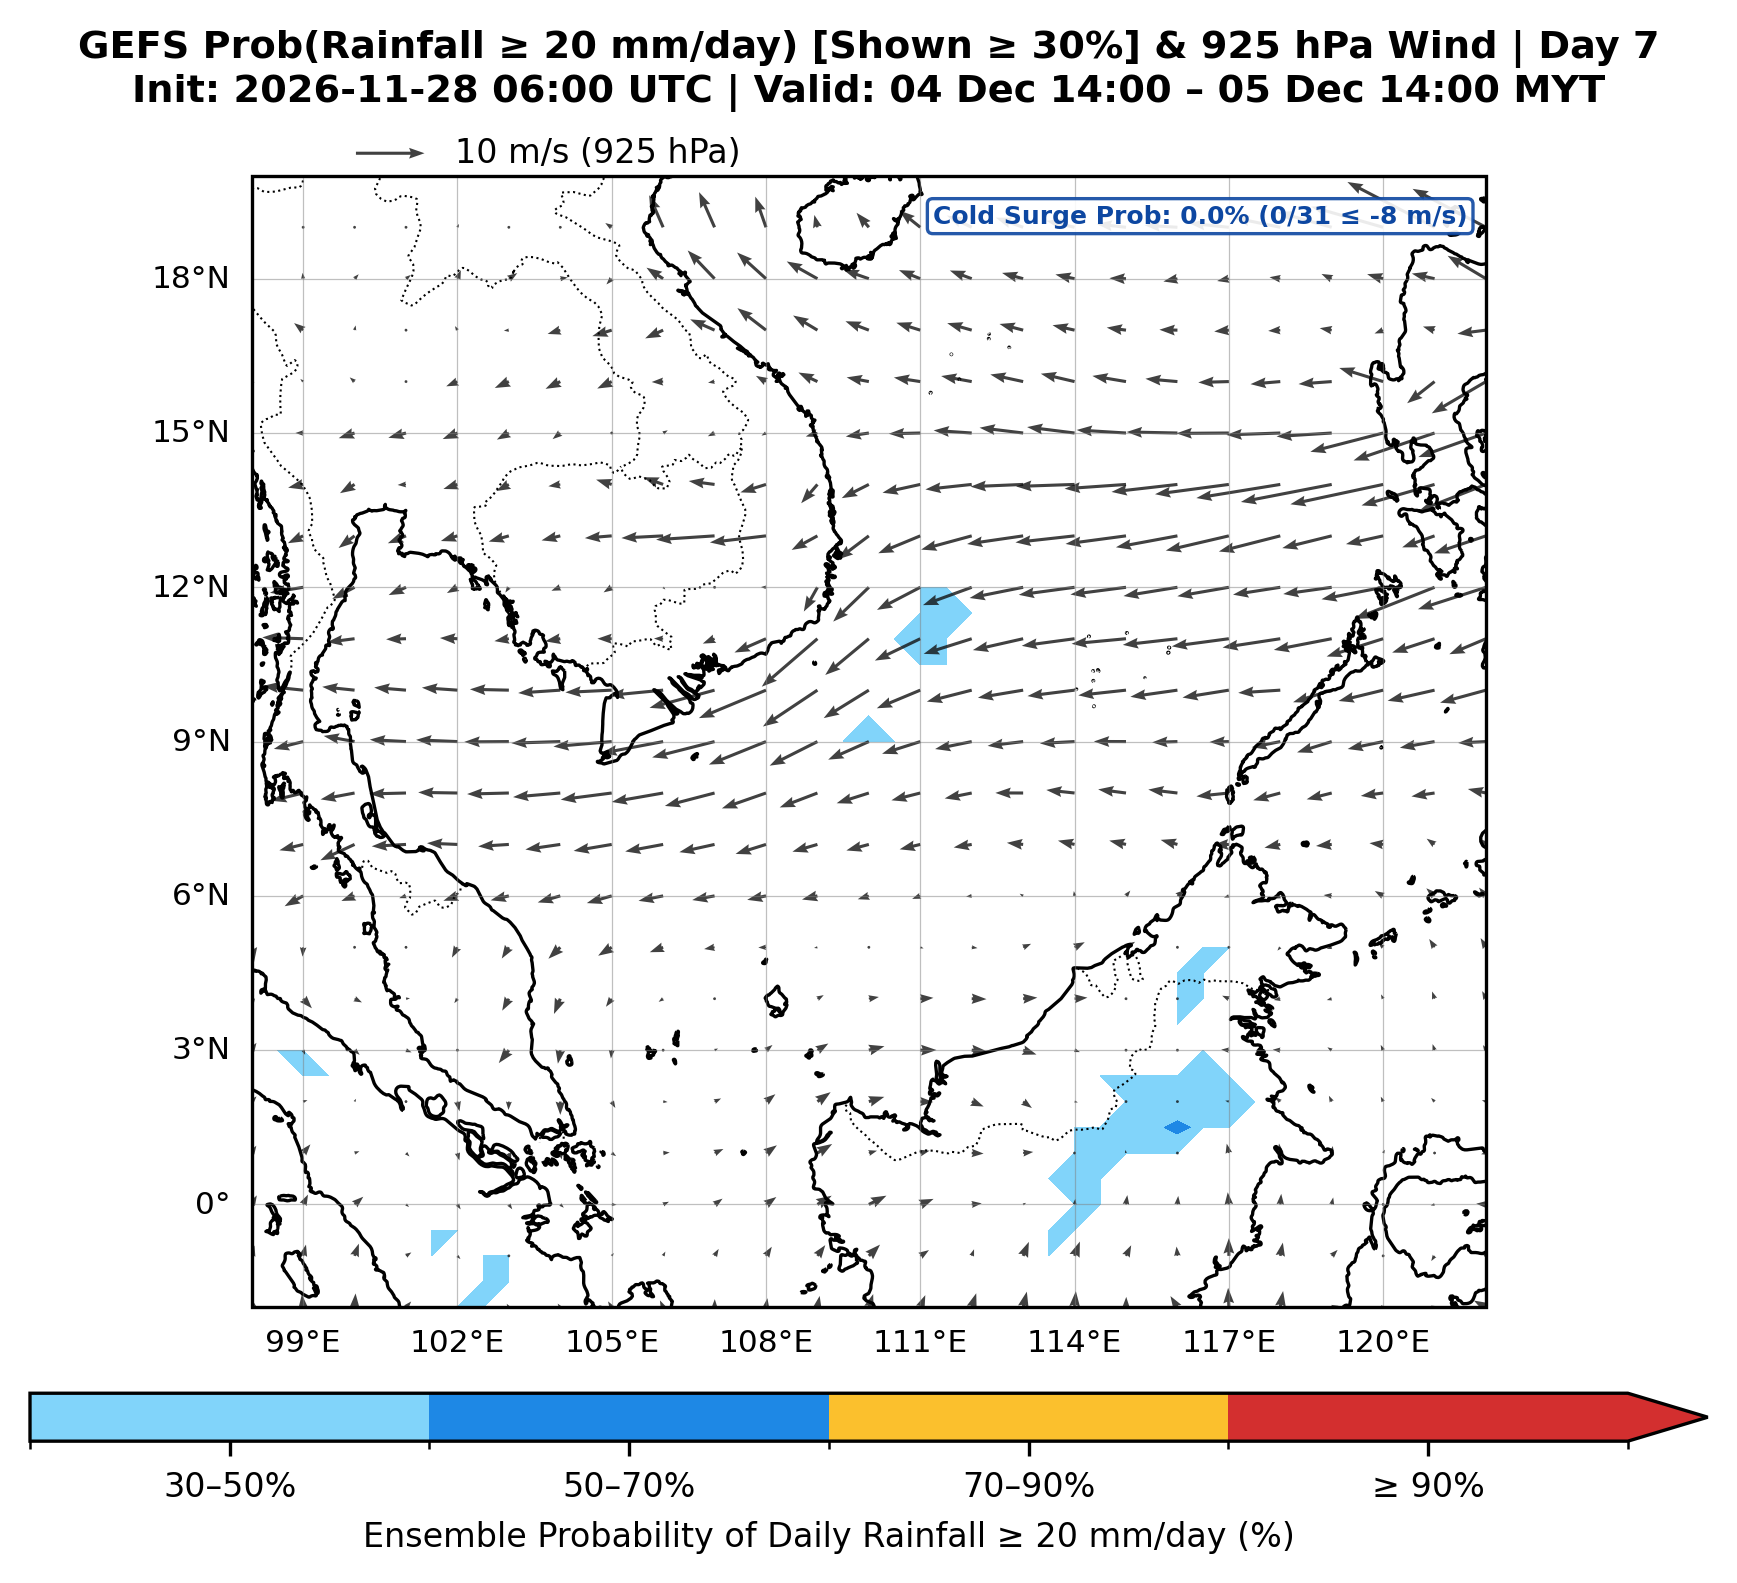 GEFS Prob(Rainfall ≥ 20 mm/day) [Shown ≥ 30%] & 925 hPa Wind | Day 7
Init: 2026-11-28 06:00 UTC | Valid: 04 Dec 14:00 – 05 Dec 14:00 MYT
10 m/s (925 hPa)
Cold Surge Prob: 0.0% (0/31 ≤ -8 m/s)
18°N
15°N
12°N
9°N
6°N
3°N
0°
99°E 102°E 105°E 108°E 111°E 114°E 117°E 120°E
30–50% 50–70% 70–90% ≥ 90%
Ensemble Probability of Daily Rainfall ≥ 20 mm/day (%)